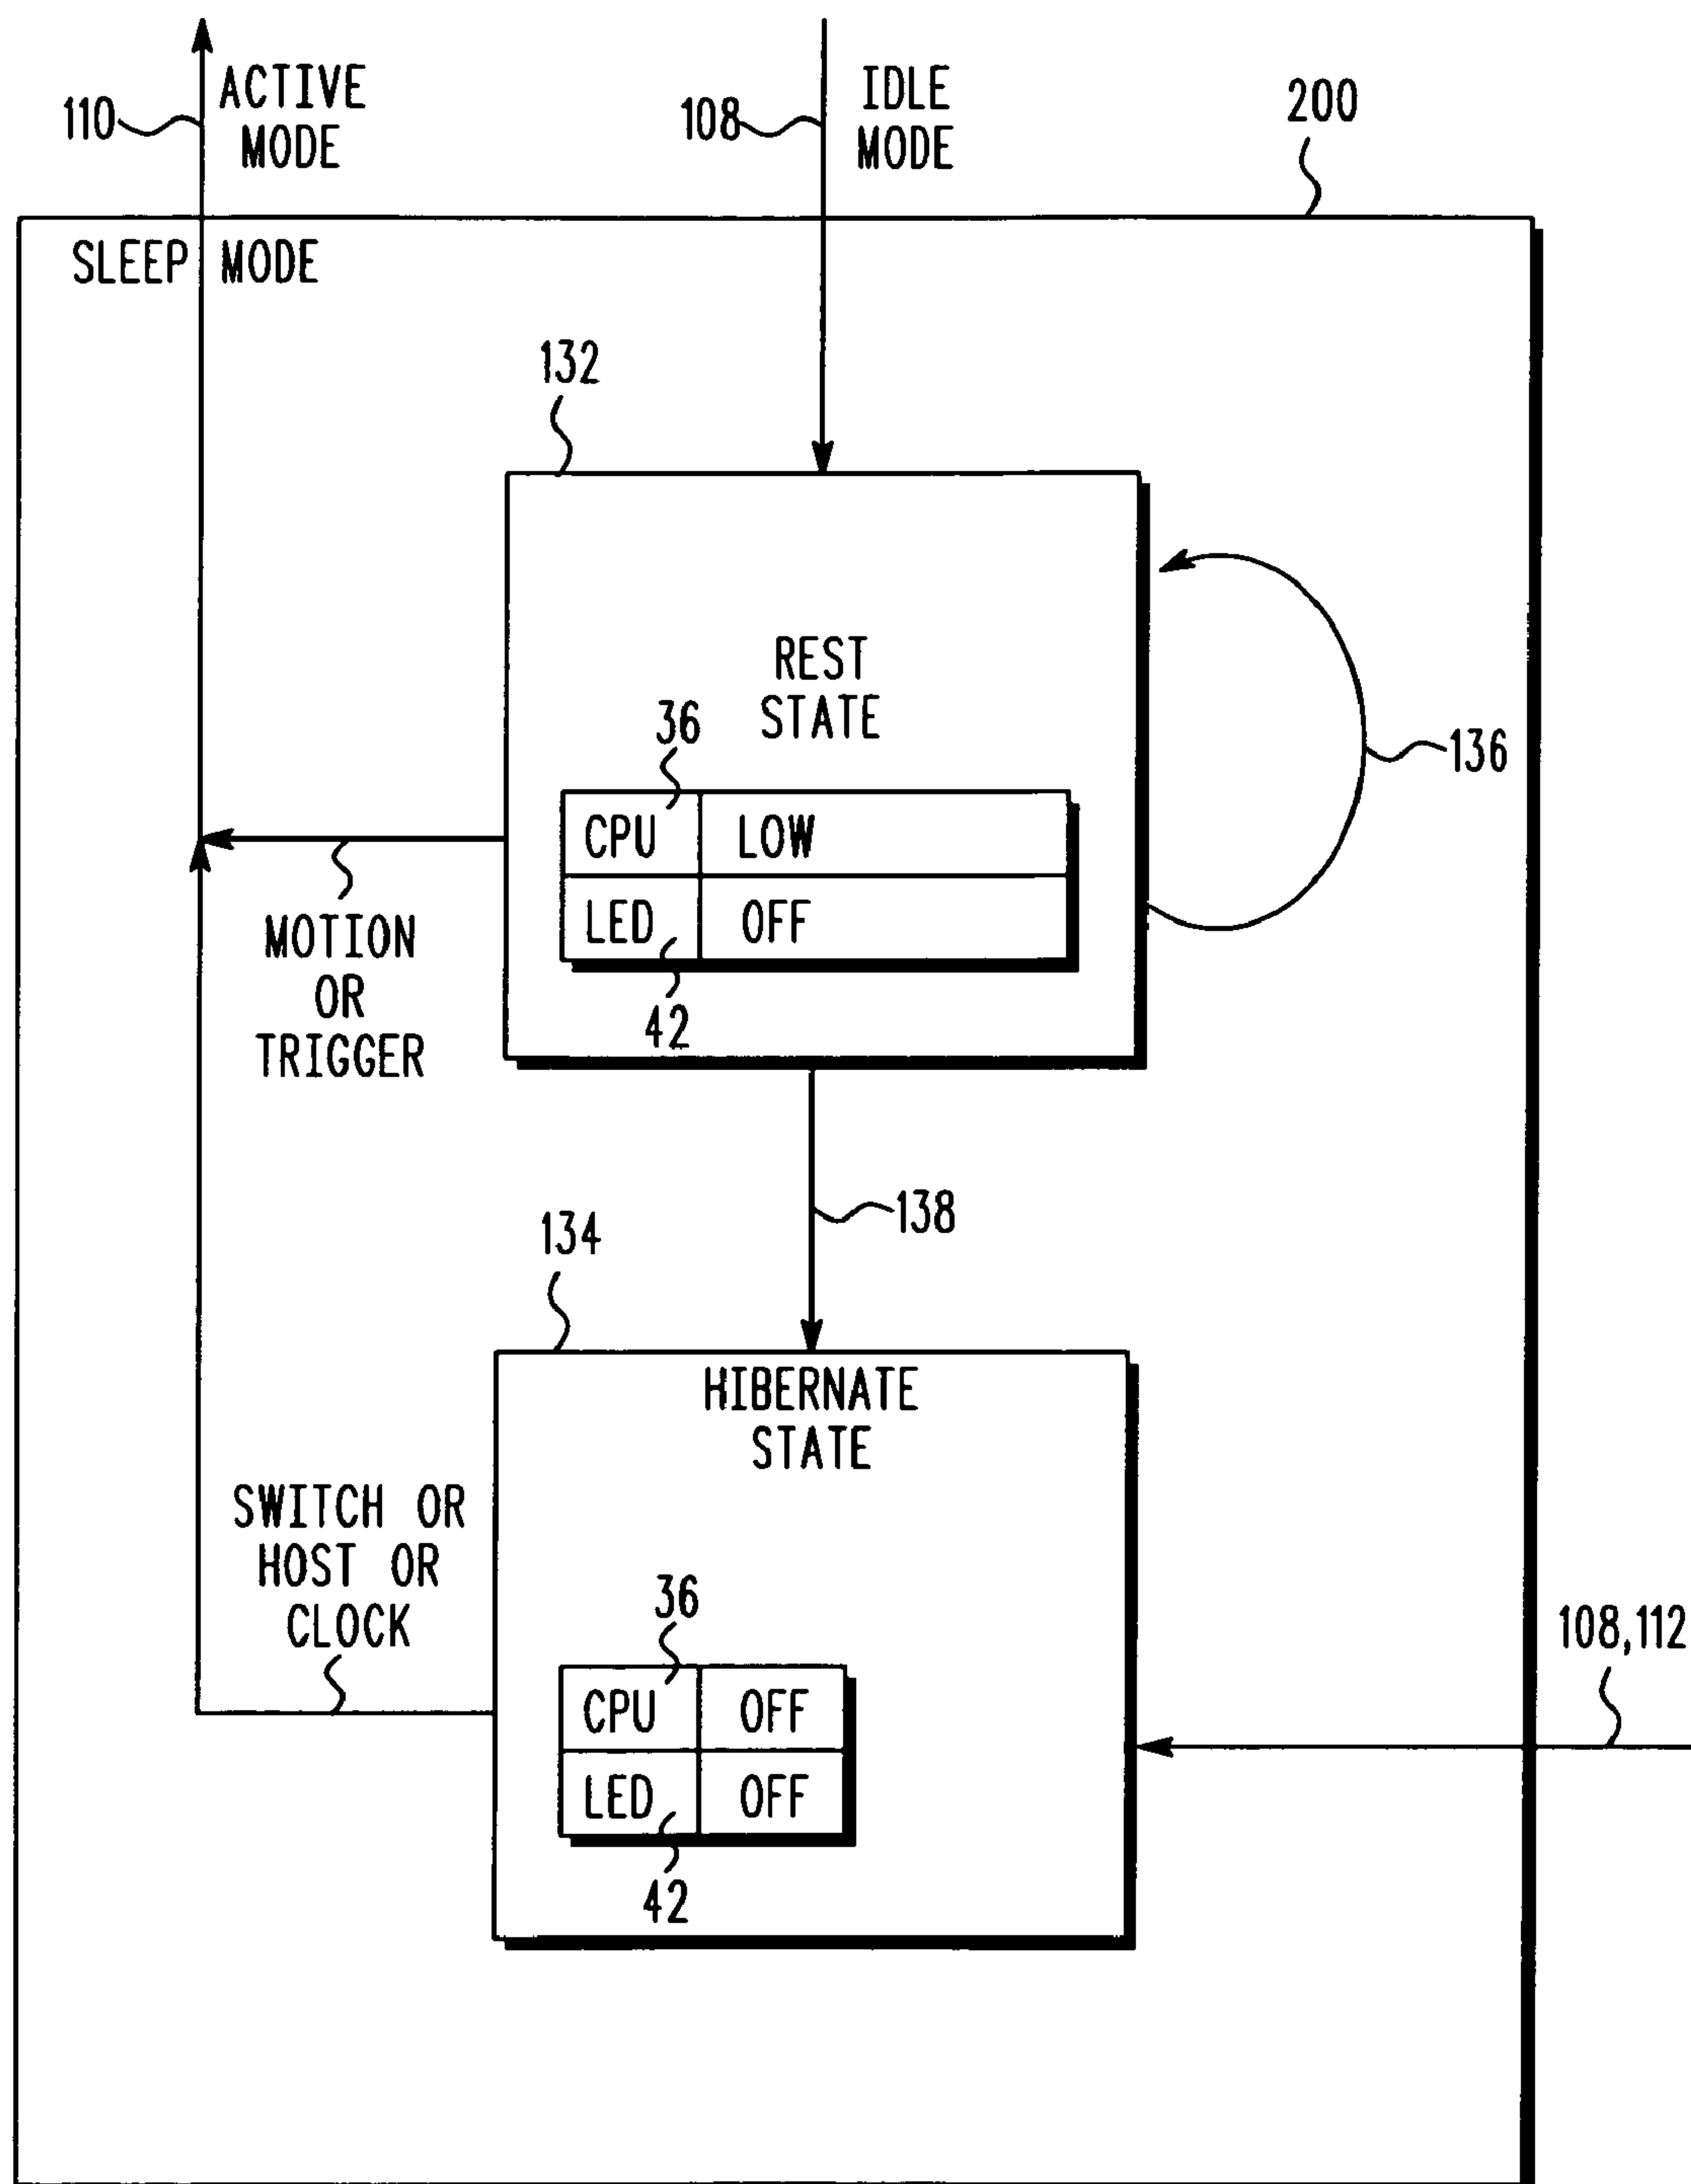 110
ACTIVE
MODE
108
IDLE
MODE
200
SLEEP MODE
132
REST
STATE
36
CPU LOW
LED OFF
42
136
MOTION
OR
TRIGGER
138
134
HIBERNATE
STATE
SWITCH OR
HOST OR
CLOCK
36
CPU OFF
LED OFF
42
108,112